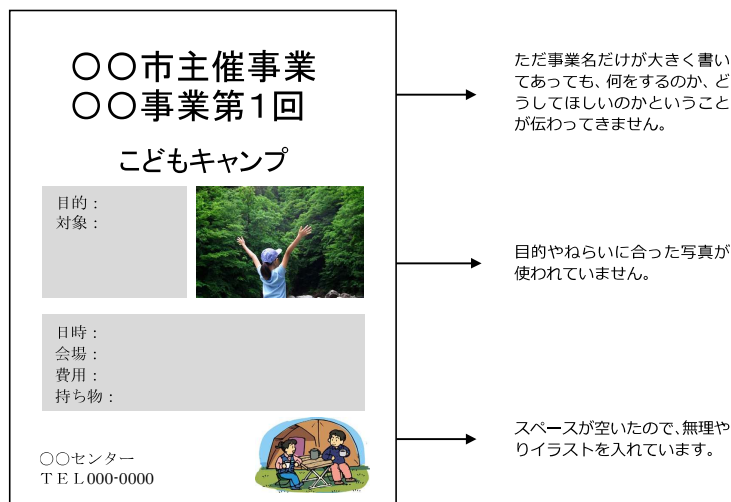 〇〇市主催事業
〇〇事業第1回
こどもキャンプ
目的：
対象：
日時：
会場：
費用：
持ち物：
〇〇センター
ＴＥＬ000-0000
ただ事業名だけが大きく書い
てあっても、何をするのか、ど
うしてほしいのかということ
が伝わってきません。
目的やねらいに合った写真が
使われていません。
スペースが空いたので、無理や
りイラストを入れています。